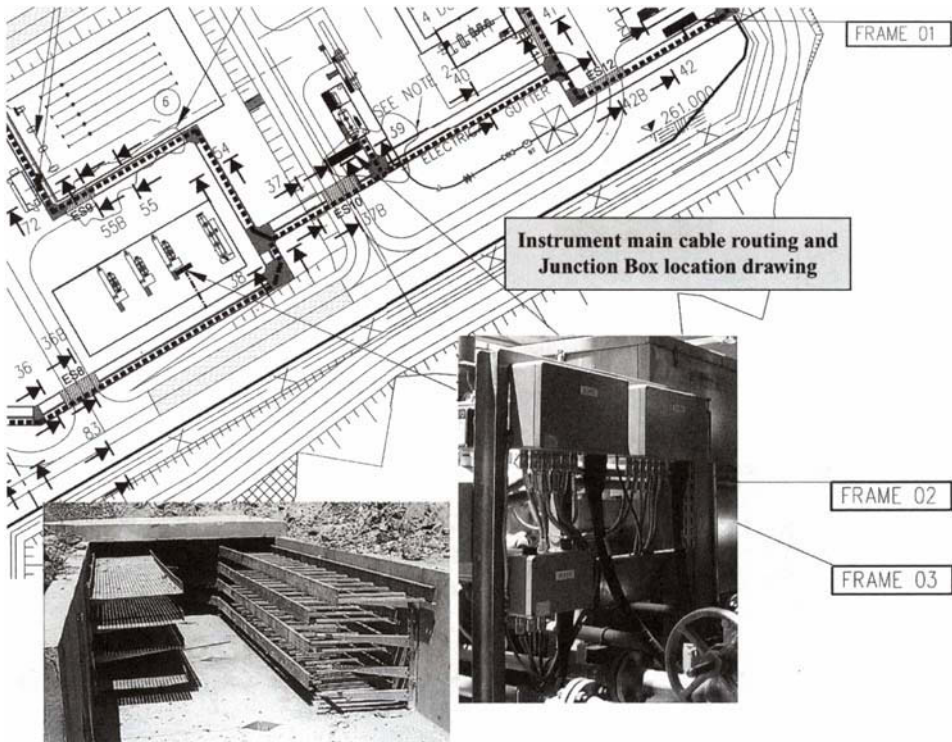 FRAME 01
4 DU
41
2
40
ES12
42
SEE NOTE
42B
261.000
39
ELECTRIC GUTTER
6
54
37
ES10
37B
ES9
55
55B
72
38
Instrument main cable routing and
Junction Box location drawing
36B
36
ES8
83
FRAME 02
FRAME 03